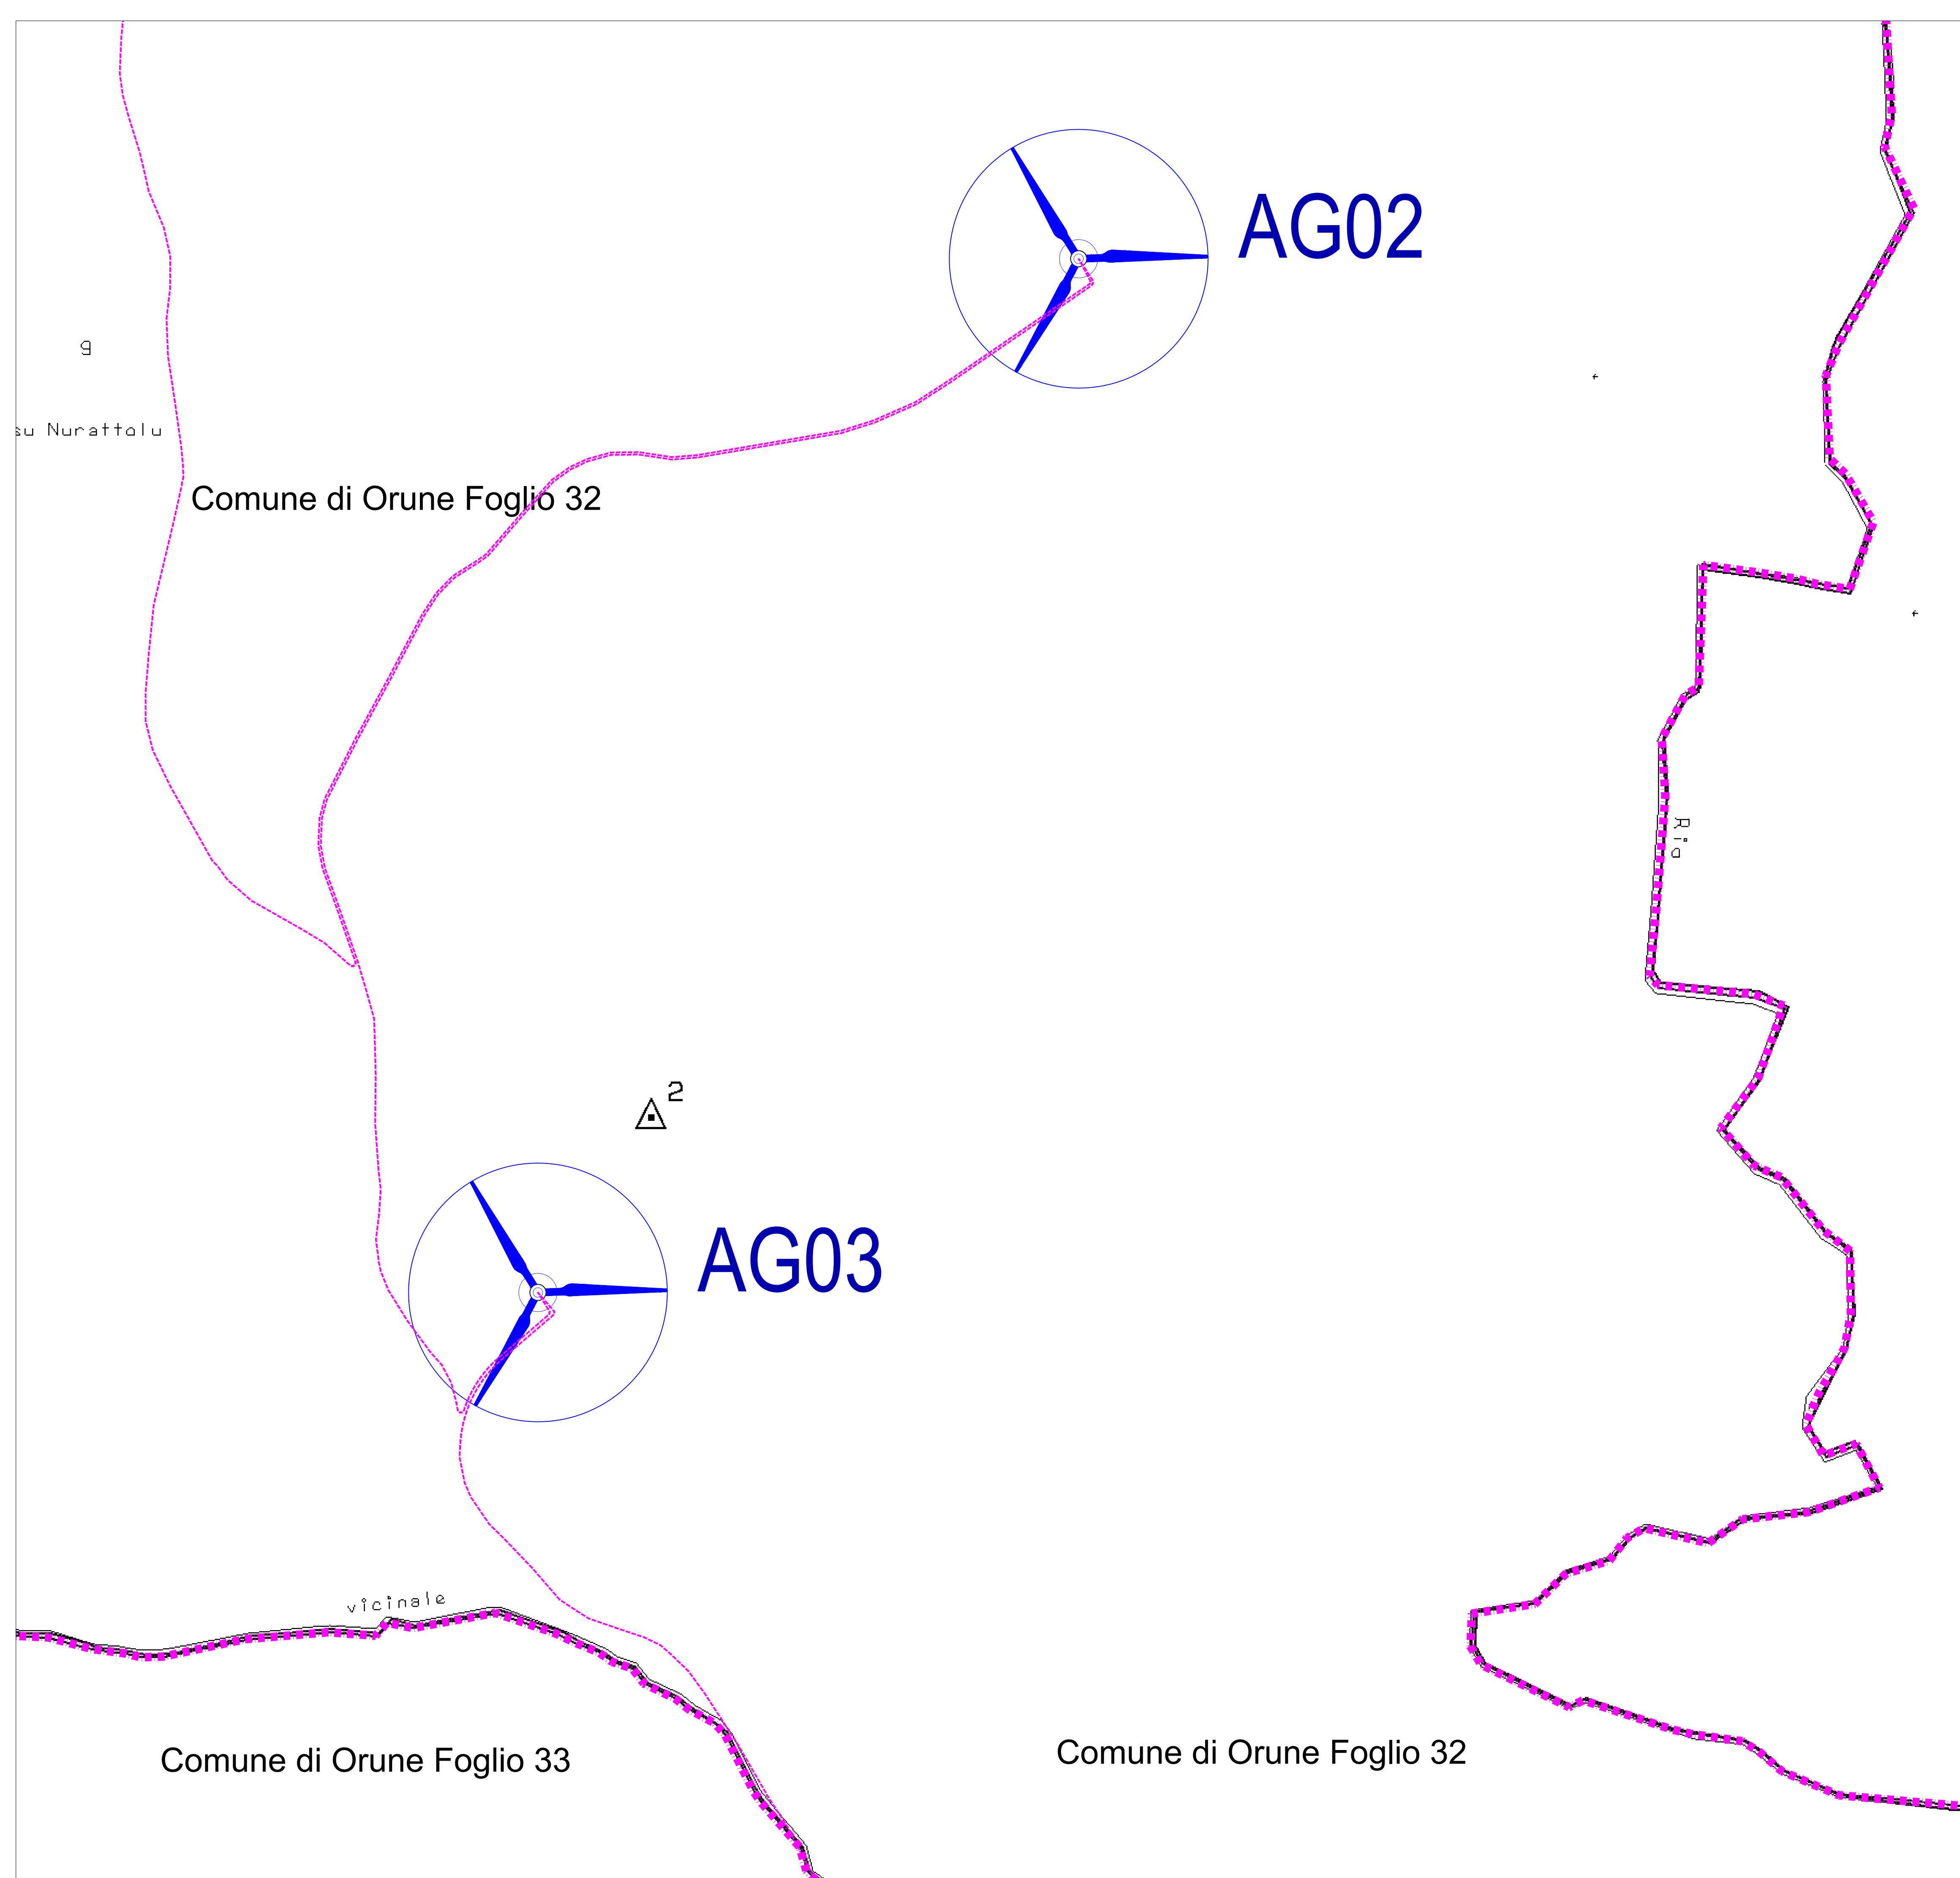 AG02
g
su Nurattolu
Comune di Orune Foglio 32
Rio
2
AG03
vicinale
Comune di Orune Foglio 33
Comune di Orune Foglio 32